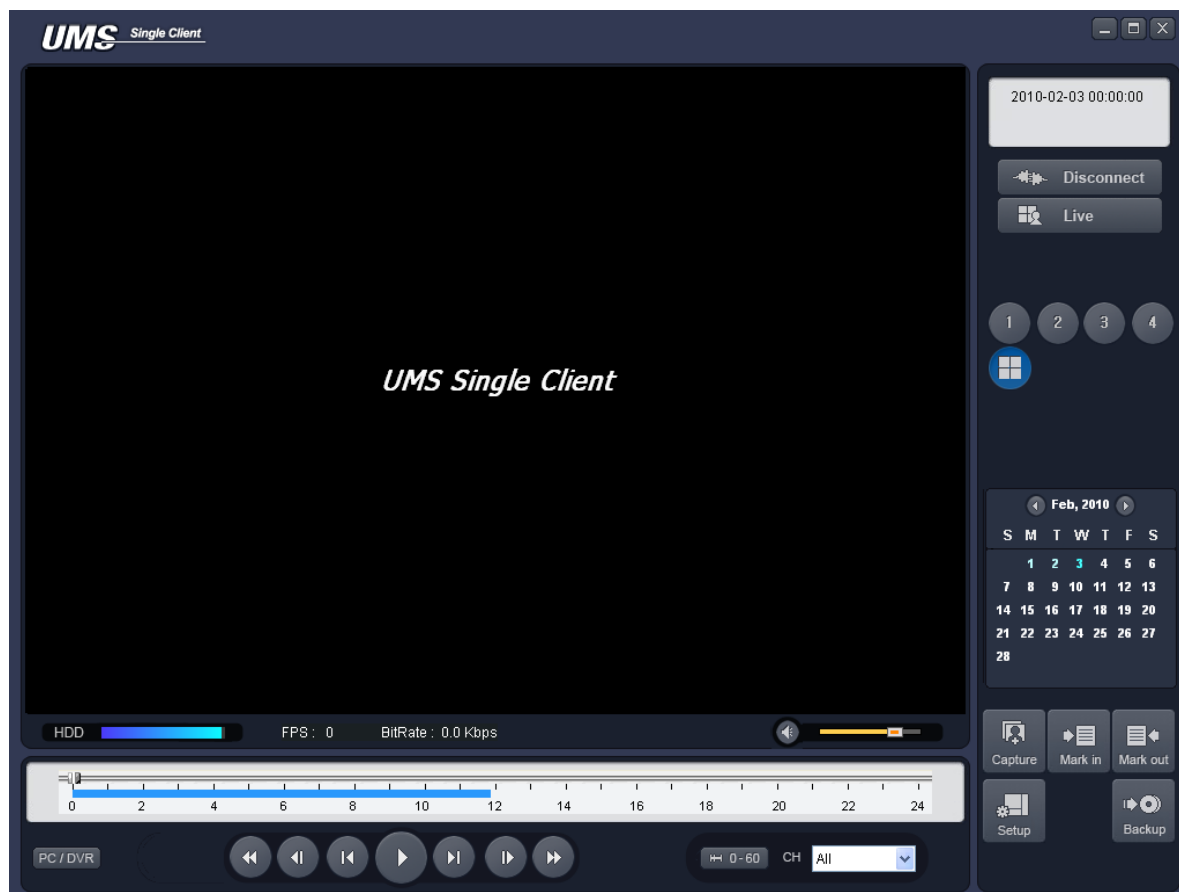 UMS Single Client
2010-02-03 00:00:00
Disconnect
Live
1 2 3 4
UMS Single Client
Feb, 2010
S M T W T F S
1 2 3 4 5 6
7 8 9 10 11 12 13
14 15 16 17 18 19 20
21 22 23 24 25 26 27
28
HDD FPS : 0 BitRate : 0.0 Kbps
Capture Mark in Mark out
0 2 4 6 8 10 12 14 16 18 20 22 24
Setup Backup
PC / DVR 0-60 CH All